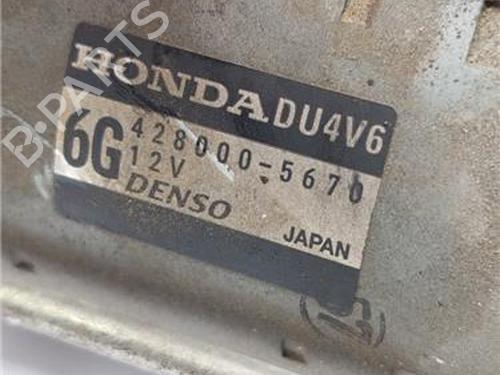 B-PARTS
HONDA DU4V6
6G 428000-5670
12V
DENSO
JAPAN